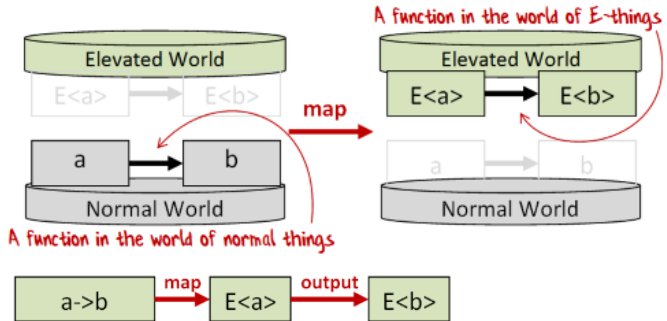 A function in the world of E-things
Elevated World
E<a>
E<b>
map
a
b
Normal World
A function in the world of normal things
Elevated World
E<a>
E<b>
a
b
Normal World
a->b
map
E<a>
output
E<b>